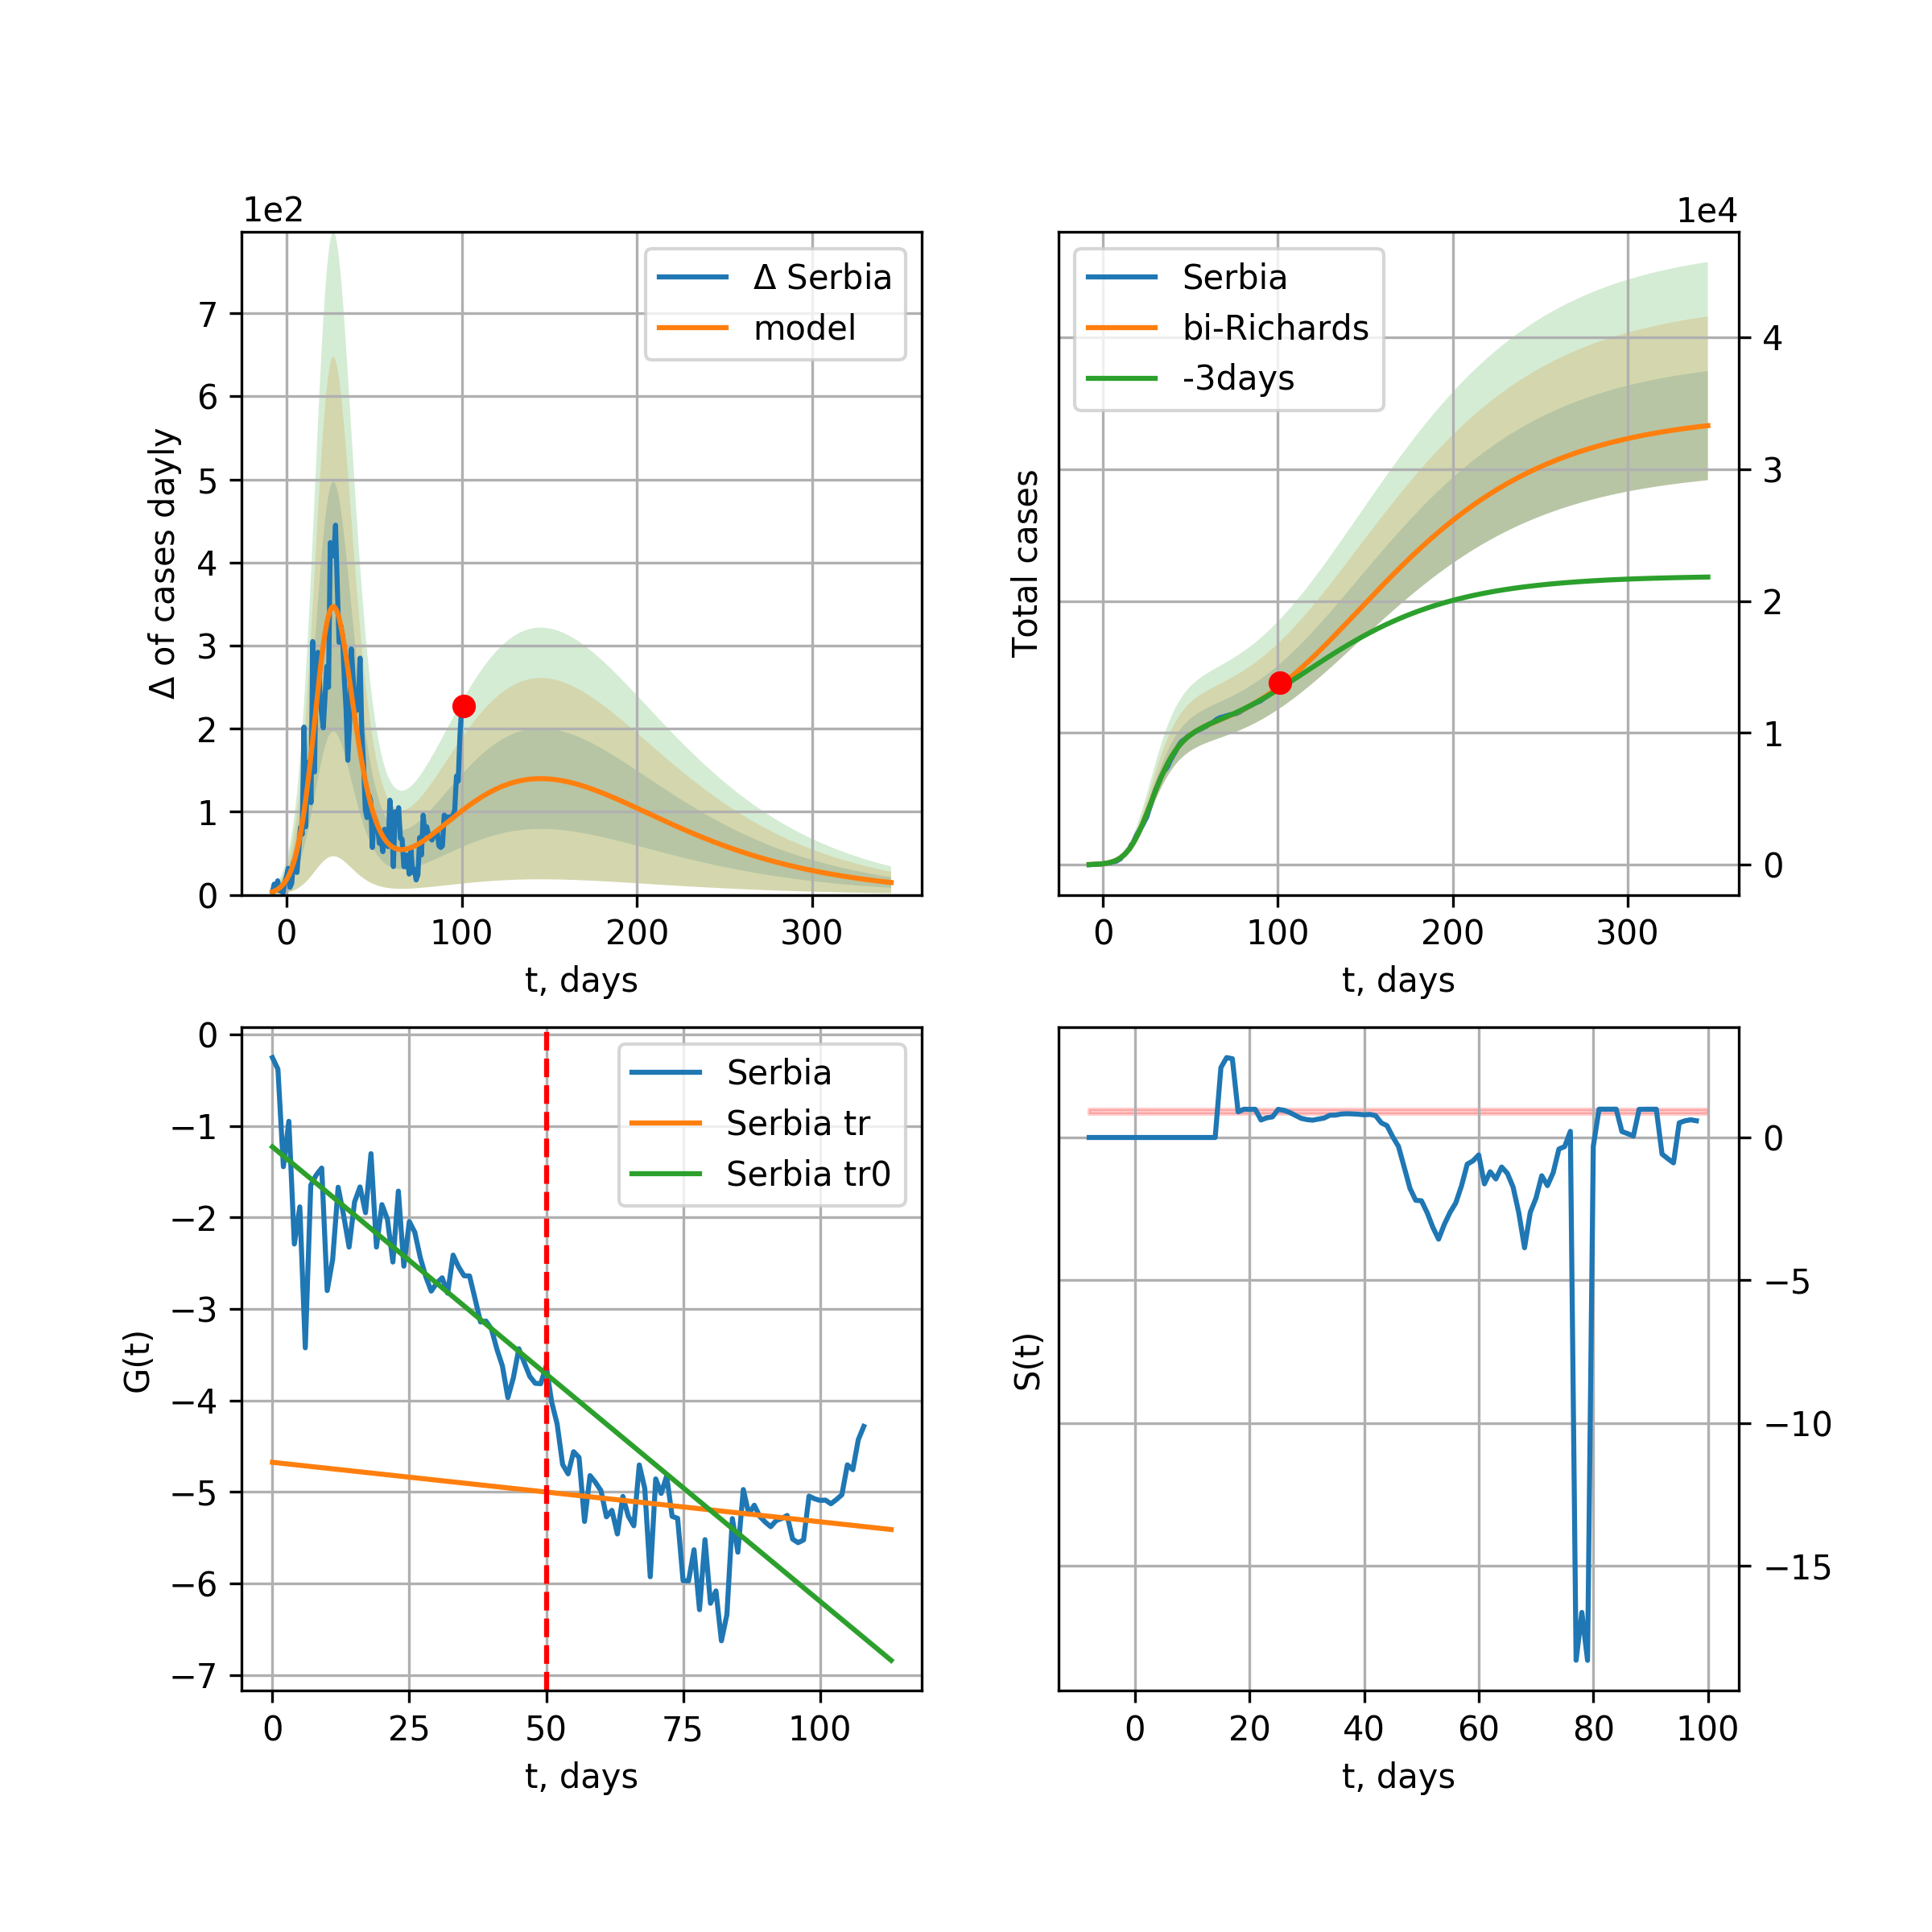 1e2
Δ of cases dayly
7
6
5
4
3
2
1
0
Δ Serbia
model
0 100 200 300
t, days
1e4
Total cases
Serbia
bi-Richards
-3days
4
3
2
1
0
0 100 200 300
t, days
G(t)
0
−1
−2
−3
−4
−5
−6
−7
Serbia
Serbia tr
Serbia tr0
0 25 50 75 100
t, days
S(t)
0
−5
−10
−15
0 20 40 60 80 100
t, days